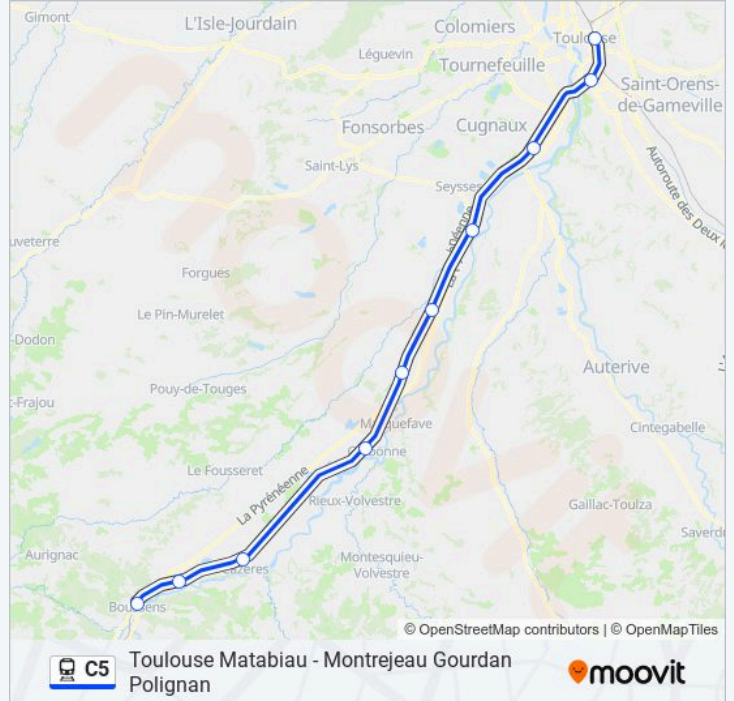 Gimont
L'Isle-Jourdain
Colomiers
Toulouse
Léguevin
Tournefeuille
Saint-Orens-
de-Gameville
Fonsorbes
Cugnaux
Saint-Lys
Seysses
Autoroute des Deux
uveterre
Forgues
Le Pin-Murelet
-Dodon
Auterive
t-Frajou
Pouy-de-Touges
Cintegabelle
Le Fousseret
La Pyrénéenne
Rieux-Volvestre
Gaillac-Toulza
Saverd
Aurignac
Montesquieu-
Volvestre
© OpenStreetMap contributors | © OpenMapTiles
C5
Toulouse Matabiau - Montrejeau Gourdan
Polignan
moovit